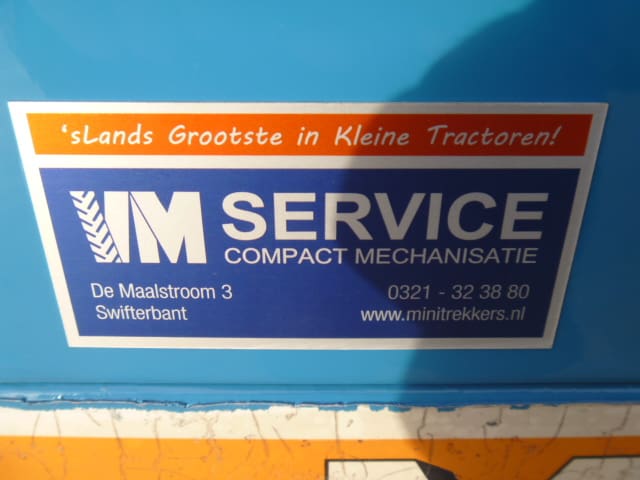 'sLands Grootste in Kleine Tractoren!
VM SERVICE
COMPACT MECHANISATIE
De Maalstroom 3
0321 - 32 38 80
Swifterbant
www.minitrekkers.nl